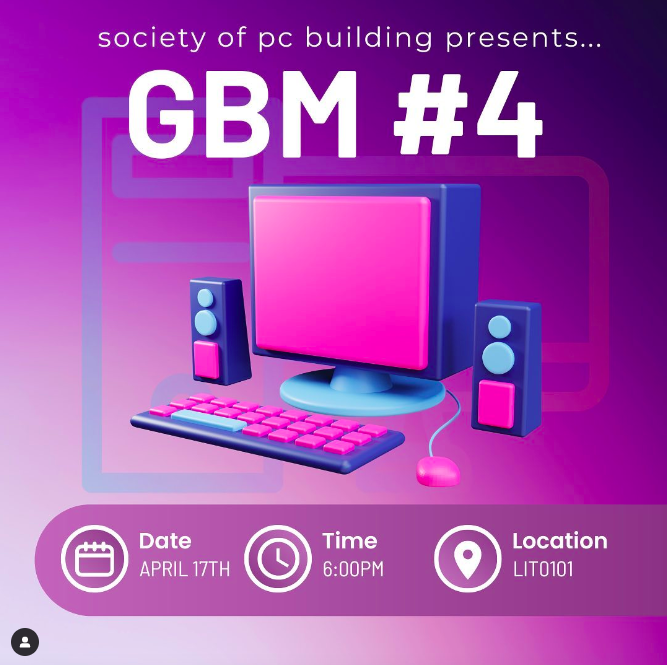 society of pc building presents...
GBM #4
Date
APRIL 17TH
Time
6:00PM
Location
LIT0101